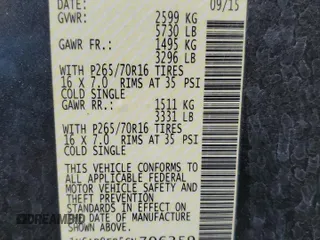 DATE: 09/15
GVWR: 2599 KG
5730 LB
GAWR FR.: 1495 KG
3296 LB
WITH P265/70R16 TIRES
16 X 7.0 RIMS AT 35 PSI
COLD SINGLE
GAWR RR.: 1511 KG
3331 LB
WITH P265/70R16 TIRES
16 X 7.0 RIMS AT 35 PSI
COLD SINGLE
THIS VEHICLE CONFORMS TO
ALL APPLICABLE FEDERAL
MOTOR VEHICLE SAFETY AND
THEFT PREVENTION
STANDARDS IN EFFECT ON
THE DATE OF MANUFACTURE
SHOWN ABOVE.